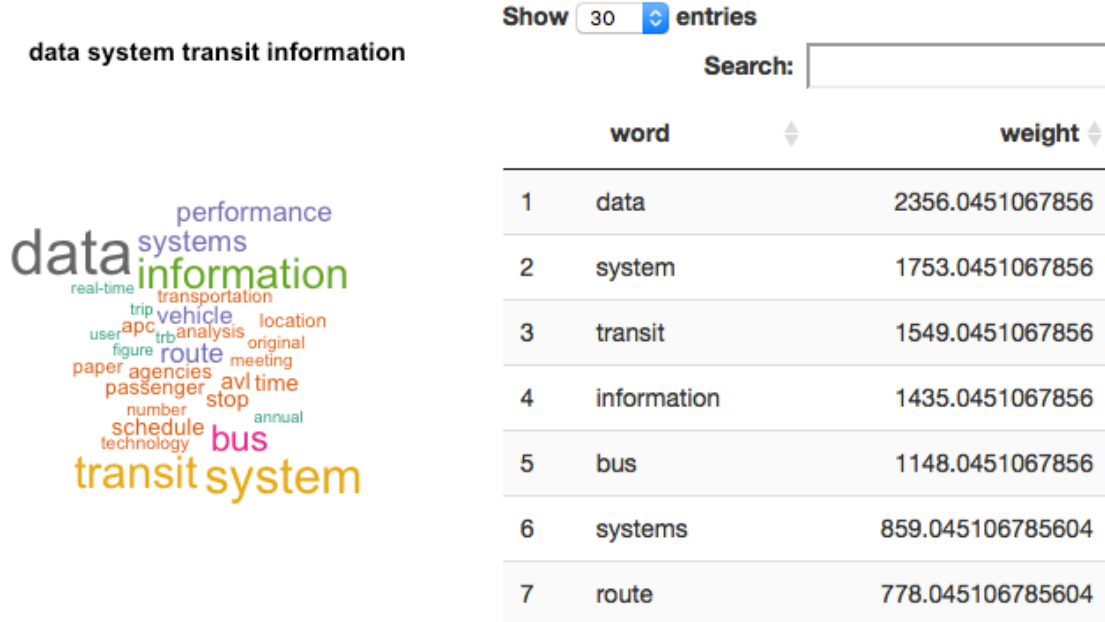 data system transit information
performance
data systems
information
real-time transportation
trip vehicle location
user apc trb analysis original
figure route meeting
paper agencies avl time
passenger stop
number annual
schedule bus
technology
transit system
Show 30 entries
Search:
word weight
1 data 2356.0451067856
2 system 1753.0451067856
3 transit 1549.0451067856
4 information 1435.0451067856
5 bus 1148.0451067856
6 systems 859.045106785604
7 route 778.045106785604